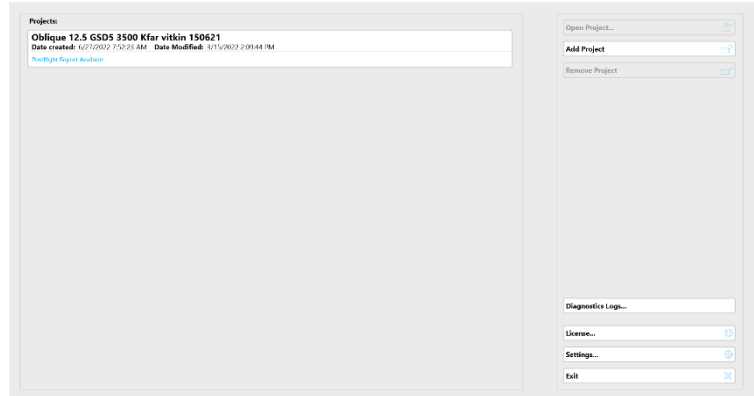 Projects:
Oblique 12.5 GSD5 3500 Kfar vitkin 150621
Date created: 6/27/2022 7:52:23 AM Date Modified: 3/15/2022 2:09:44 PM
Postflight Report Available
Open Project...
Add Project
Remove Project
Diagnostics Logs...
License...
Settings...
Exit